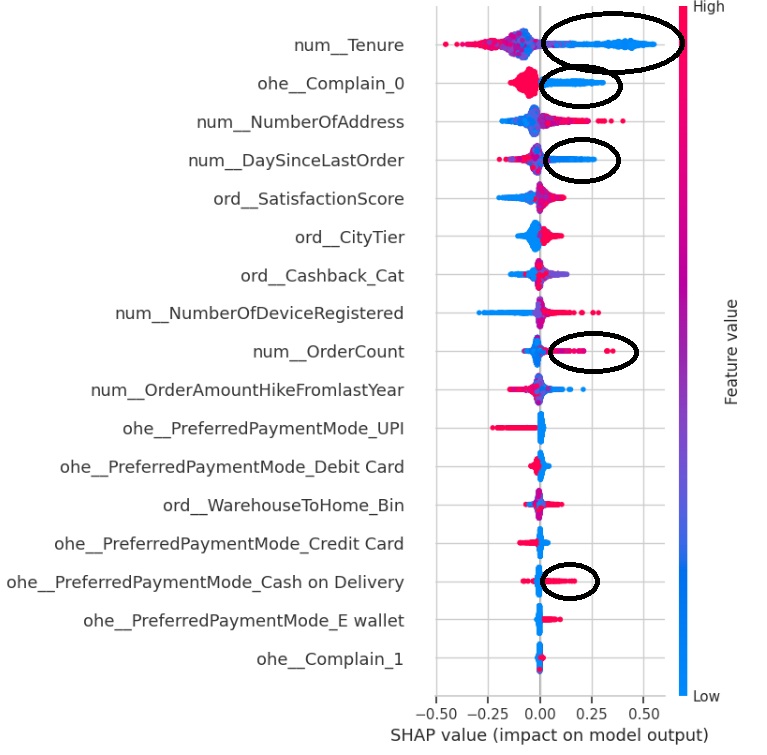 High
num__Tenure
ohe__Complain_0
num__NumberOfAddress
num__DaySinceLastOrder
ord__SatisfactionScore
ord__CityTier
ord__Cashback_Cat
num__NumberOfDeviceRegistered
num__OrderCount
num__OrderAmountHikeFromlastYear
ohe__PreferredPaymentMode_UPI
ohe__PreferredPaymentMode_Debit Card
ord__WarehouseToHome_Bin
ohe__PreferredPaymentMode_Credit Card
ohe__PreferredPaymentMode_Cash on Delivery
ohe__PreferredPaymentMode_E wallet
ohe__Complain_1
Feature value
Low
−0.50 −0.25 0.00 0.25 0.50
SHAP value (impact on model output)